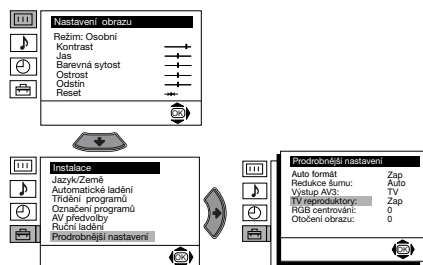 Nastavení obrazu
Režim: Osobní
Kontrast
Jas
Barevná sytost
Ostrost
Odstín
Reset
OK
Instalace
Jazyk/Země
Automatické ladění
Třídění programů
Označení programů
AV předvolby
Ruční ladění
Prodrobnější nastavení
OK
Prodrobnější nastavení
Auto formát Zap
Redukce šumu: Auto
Výstup AV3: TV
TV reproduktory: Zap
RGB centrování: 0
Otočení obrazu: 0
OK